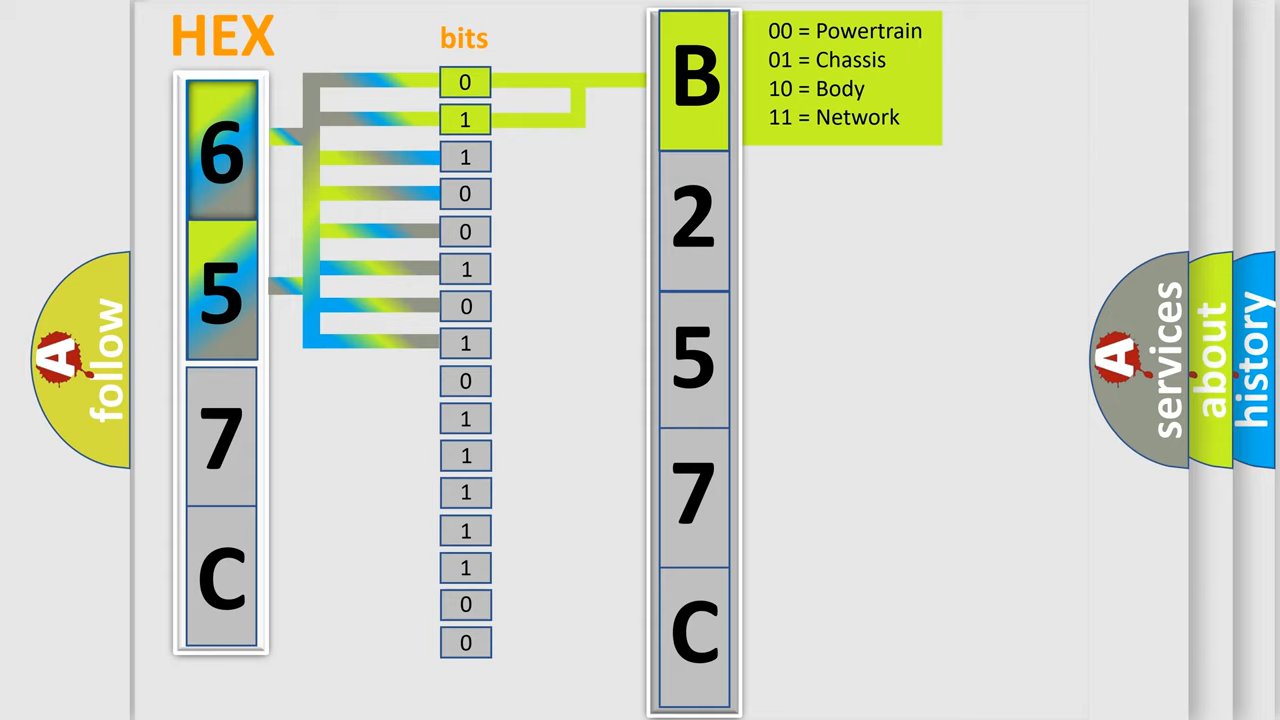 HEX
bits
6
5
7
C
0
1
1
0
0
1
0
1
0
1
1
1
1
1
0
0
B
2
5
7
C
00 = Powertrain
01 = Chassis
10 = Body
11 = Network
A
follow
A
services
about
history